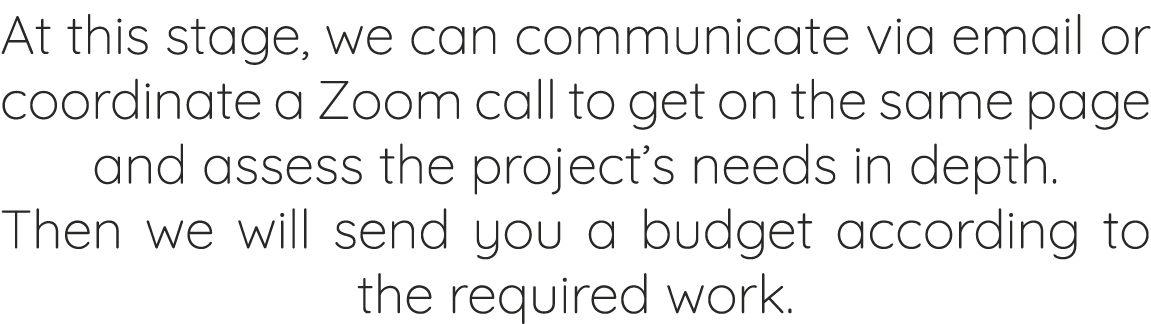 At this stage, we can communicate via email or
coordinate a Zoom call to get on the same page
and assess the project’s needs in depth.
Then we will send you a budget according to
the required work.